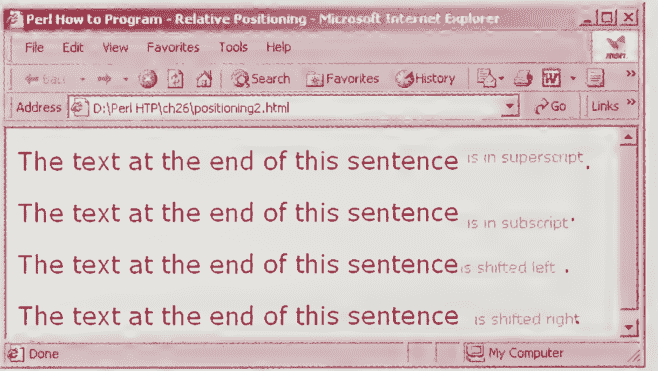 Perl How to Program - Relative Positioning - Microsoft Internet Explorer
File Edit View Favorites Tools Help
msn
Back Search Favorites History W »
Address D:\Perl HTP\ch26\positioning2.html Go Links »
The text at the end of this sentence is in superscript.
The text at the end of this sentence is in subscript.
The text at the end of this sentence is shifted left .
The text at the end of this sentence is shifted right.
Done My Computer